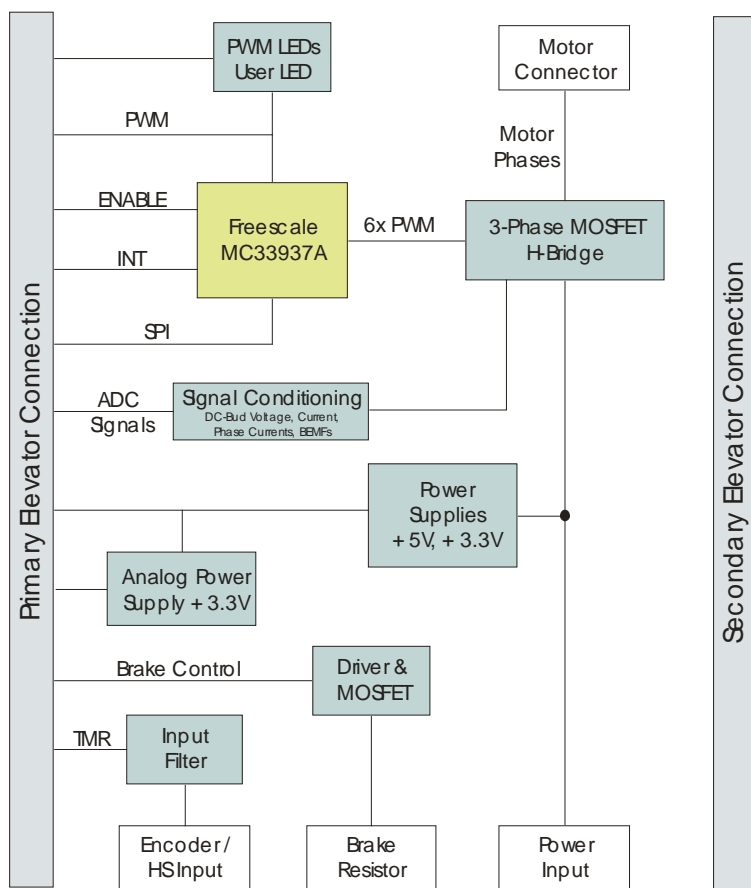 PWM LEDs
User LED
Motor
Connector
PWM
Motor
Phases
ENABLE
Freescale
MC33937A
6x PWM
3-Phase MOSFET
H-Bridge
INT
SPI
ADC
Signals
Signal Conditioning
DC-Bud Voltage, Current,
Phase Currents, BEMFs
Power
Supplies
+ 5V, + 3.3V
Analog Power
Supply + 3.3V
Brake Control
Driver &
MOSFET
TMR
Input
Filter
Encoder /
HS Input
Brake
Resistor
Power
Input
Primary Elevator Connection
Secondary Elevator Connection